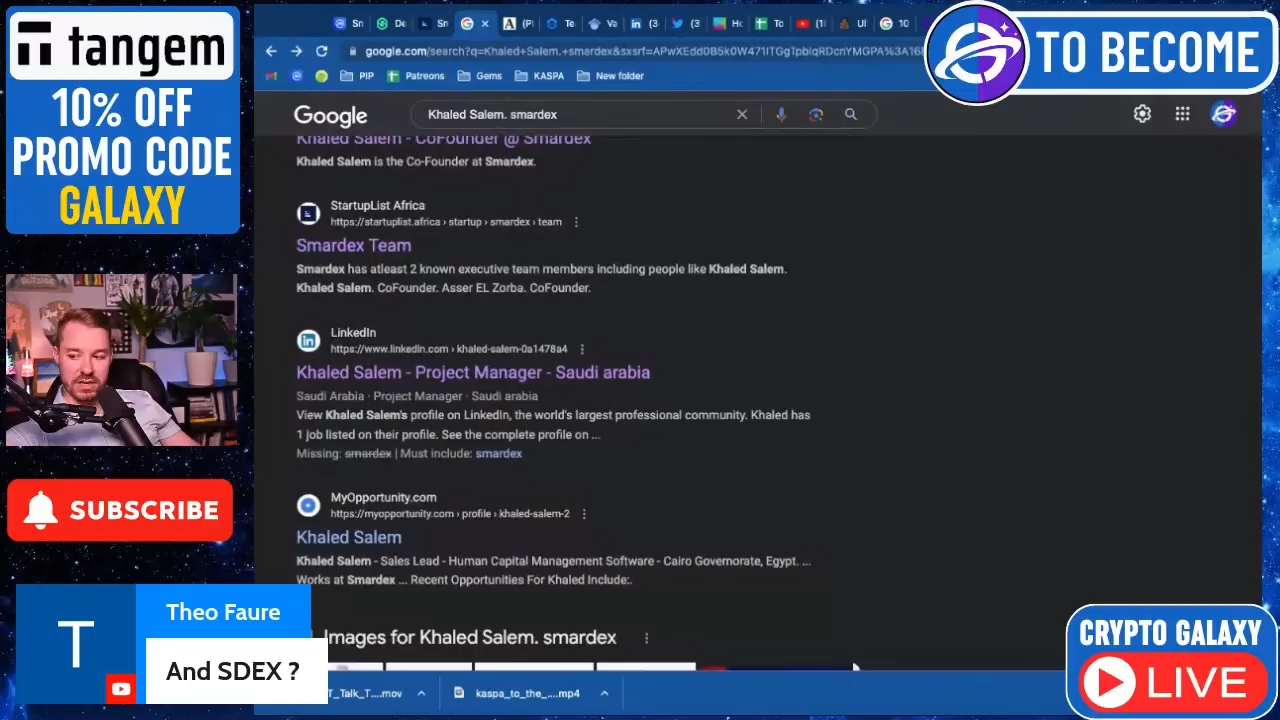 tangem
10% OFF
PROMO CODE
GALAXY
SUBSCRIBE
Theo Faure
T
And SDEX ?
TO BECOME
CRYPTO GALAXY
LIVE
google.com/search?q=Khaled+Salem.+smardex&sxsrf=
PIP
Patreons
Gems
KASPA
New folder
Google
Khaled Salem. smardex
Khaled Salem - CoFounder @ Smardex
Khaled Salem is the Co-Founder at Smardex.
StartupList Africa
https://startuplist.africa › startup › smardex › team
Smardex Team
Smardex has atleast 2 known executive team members including people like Khaled Salem.
Khaled Salem. CoFounder. Asser EL Zorba. CoFounder.
LinkedIn
https://www.linkedin.com › khaled-salem-0a1478a4
Khaled Salem - Project Manager - Saudi arabia
Saudi Arabia · Project Manager · Saudi arabia
View Khaled Salem's profile on LinkedIn, the world's largest professional community. Khaled has
1 job listed on their profile. See the complete profile on ...
Missing: smardex | Must include: smardex
MyOpportunity.com
https://myopportunity.com › profile › khaled-salem-2
Khaled Salem
Khaled Salem - Sales Lead - Human Capital Management Software - Cairo Governorate, Egypt. ...
Works at Smardex ... Recent Opportunities For Khaled Include:.
Images for Khaled Salem. smardex
T_Talk_T....mov
kaspa_to_the_....mp4